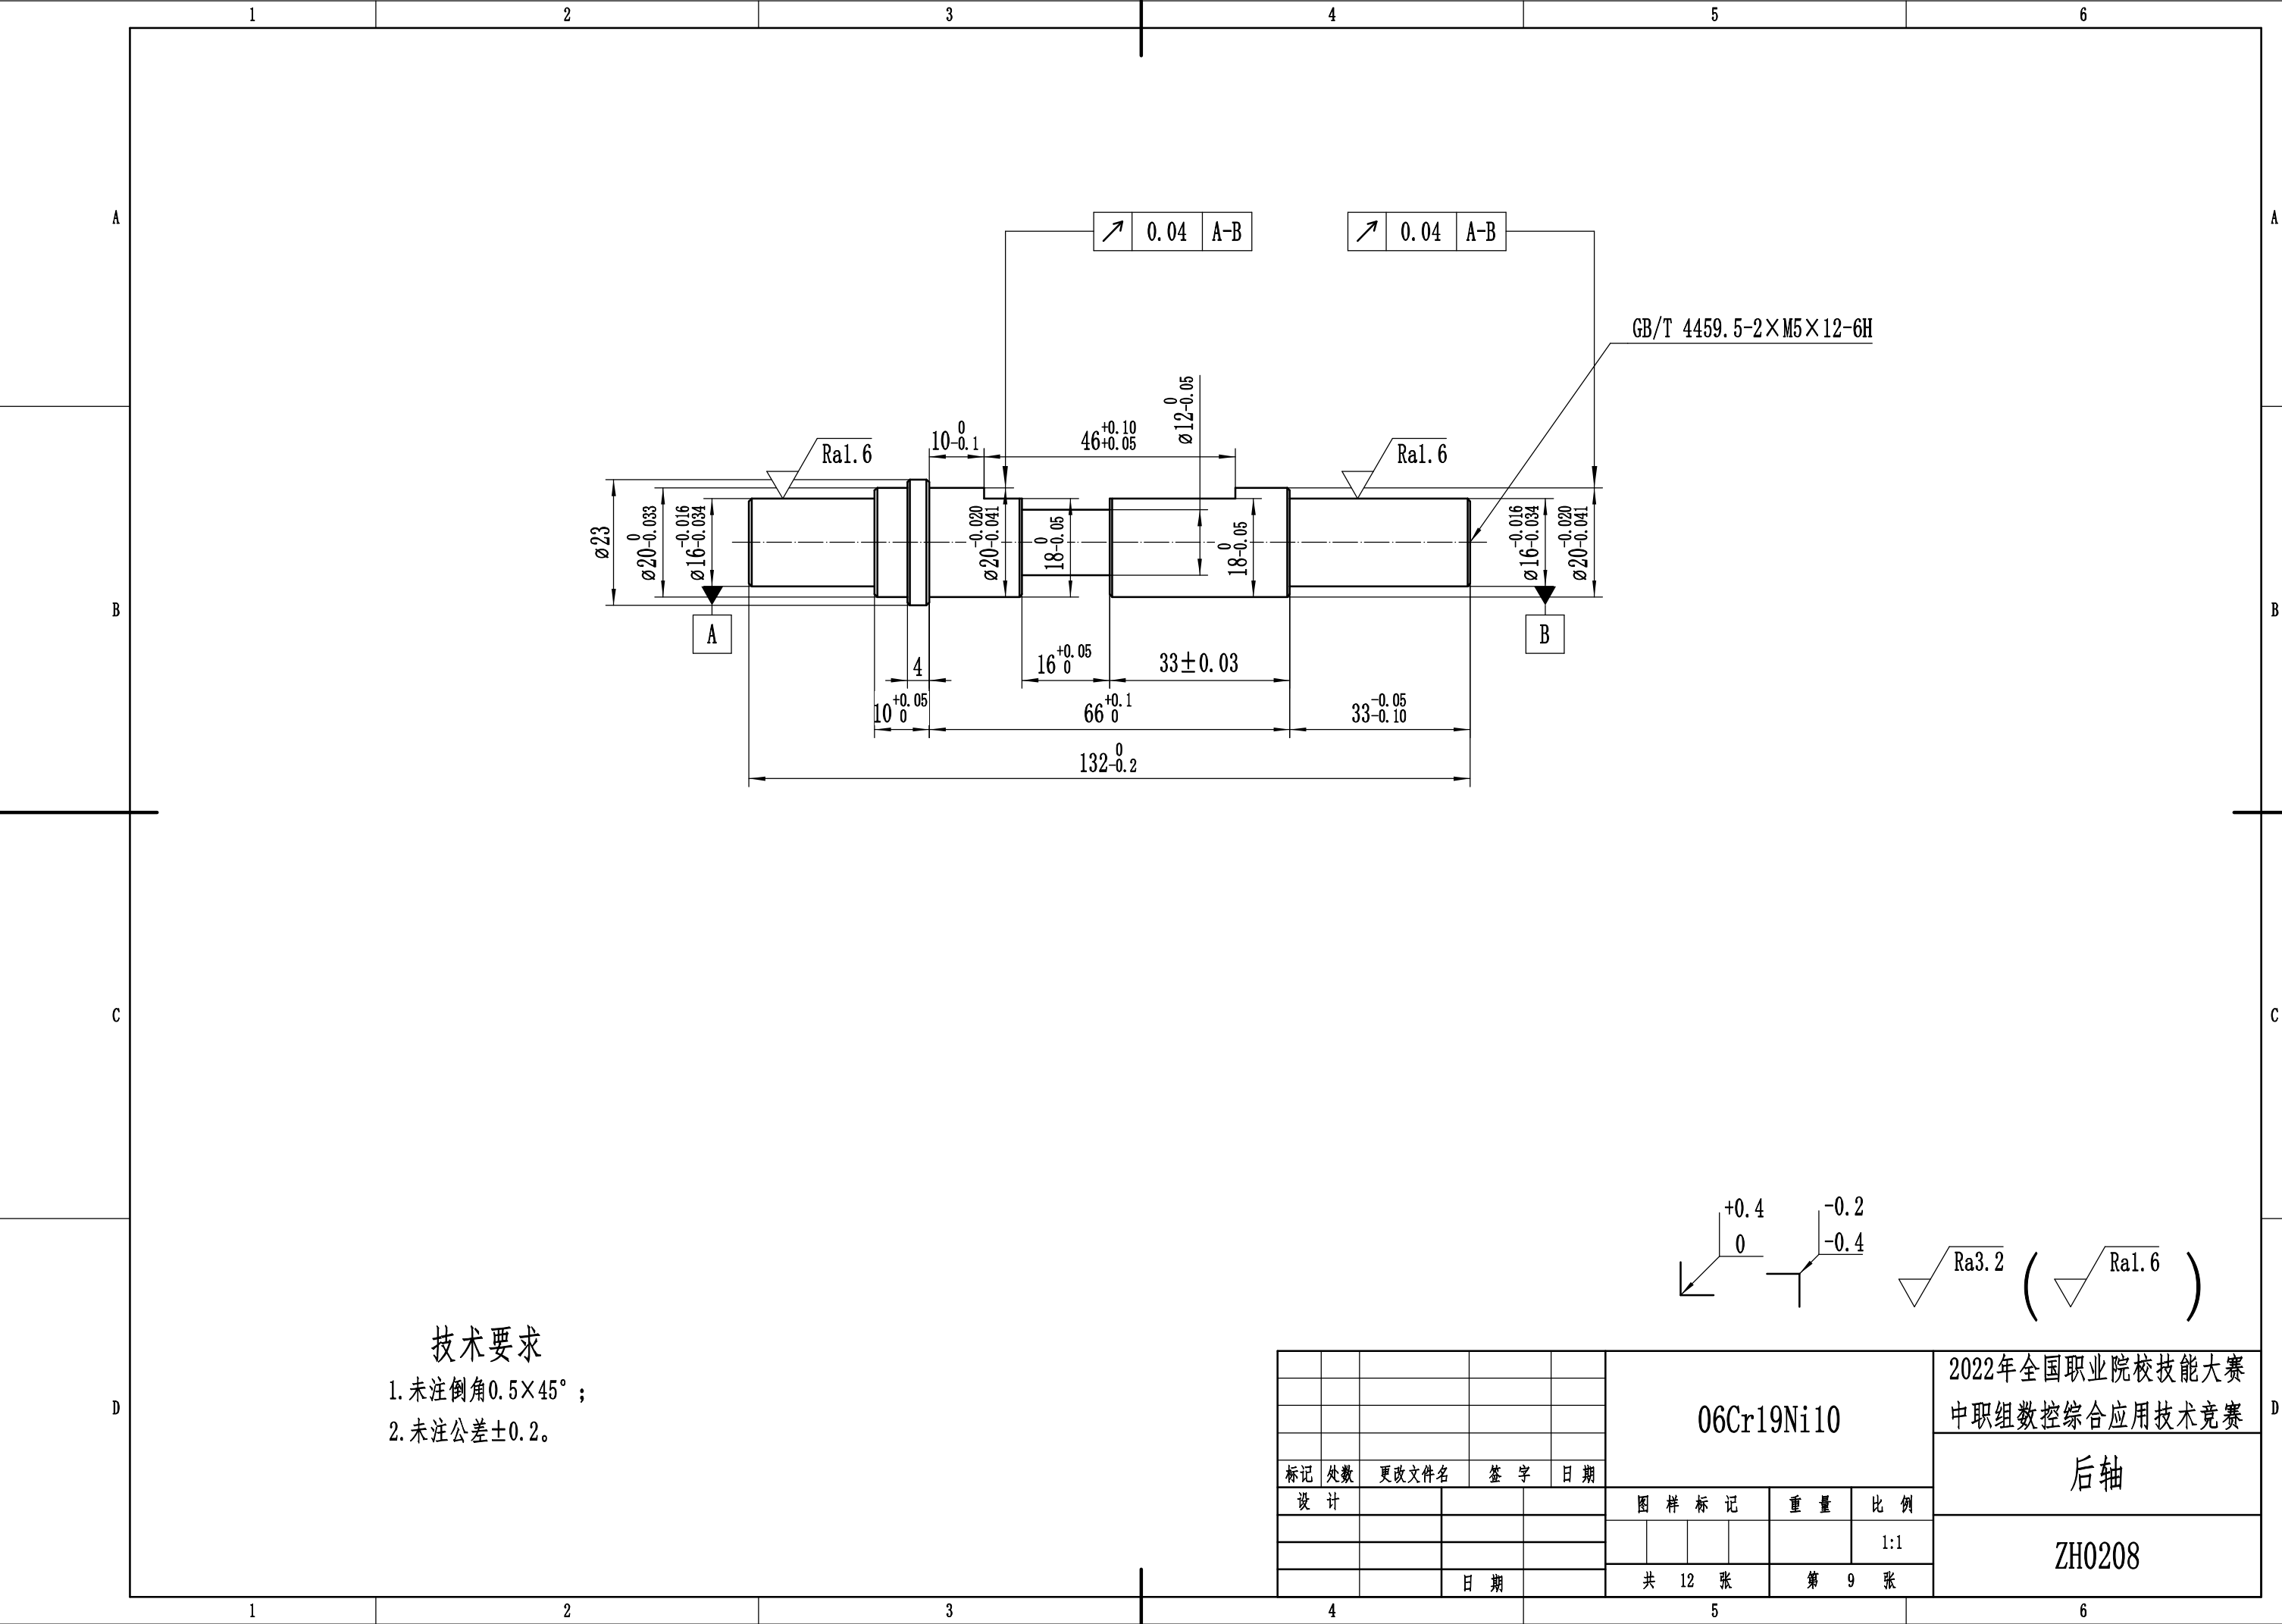 1 2 3 4 5 6
A A
0.04 A-B
0.04 A-B
GB/T 4459.5-2×M5×12-6H
ø12 0 -0.05
10 0 -0.1
46 +0.10 +0.05
Ra1.6
Ra1.6
ø23
ø20 0 -0.033
ø16 -0.016 -0.034
ø20 -0.020 -0.041
18 0 -0.05
18 0 -0.05
ø16 -0.016 -0.034
ø20 -0.020 -0.041
B B
A
B
4
16 +0.05 0
33±0.03
10 +0.05 0
66 +0.1 0
33 -0.05 -0.10
132 0 -0.2
C C
+0.4
0
-0.2
-0.4
Ra3.2 ( Ra1.6 )
技术要求
1.未注倒角0.5×45°;
2.未注公差±0.2。
D D
06Cr19Ni10
2022年全国职业院校技能大赛
中职组数控综合应用技术竞赛
后轴
标记 处数 更改文件名 签 字 日 期
设 计
图 样 标 记 重 量 比 例
1:1
ZH0208
日 期
共 12 张 第 9 张
1 2 3 4 5 6